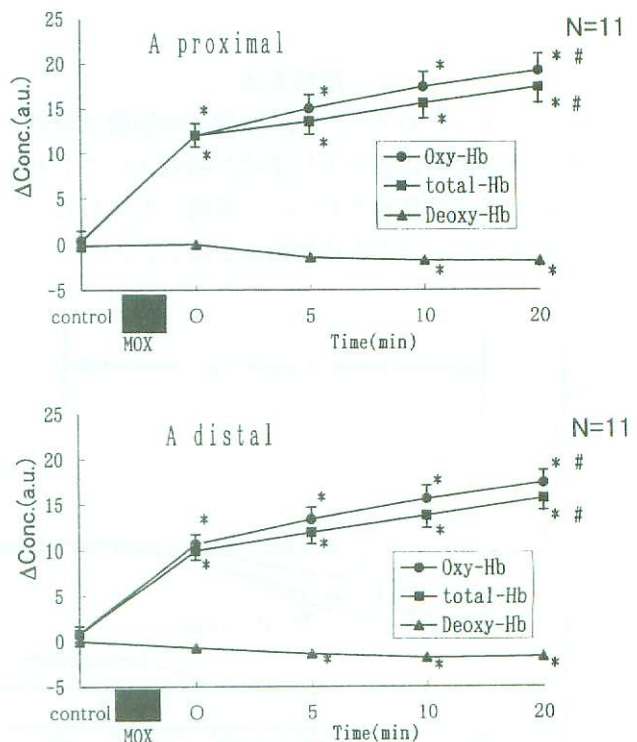 A proximal
N=11
ΔConc.(a.u.)
25
20
15
10
5
0
-5
* #
* #
*
*
*
*
*
*
*
*
Oxy-Hb
total-Hb
Deoxy-Hb
control
MOX
O
5
10
20
Time(min)
A distal
N=11
ΔConc.(a.u.)
25
20
15
10
5
0
-5
* #
* #
*
*
*
*
*
*
*
*
*
Oxy-Hb
total-Hb
Deoxy-Hb
control
MOX
O
5
10
20
Time(min)